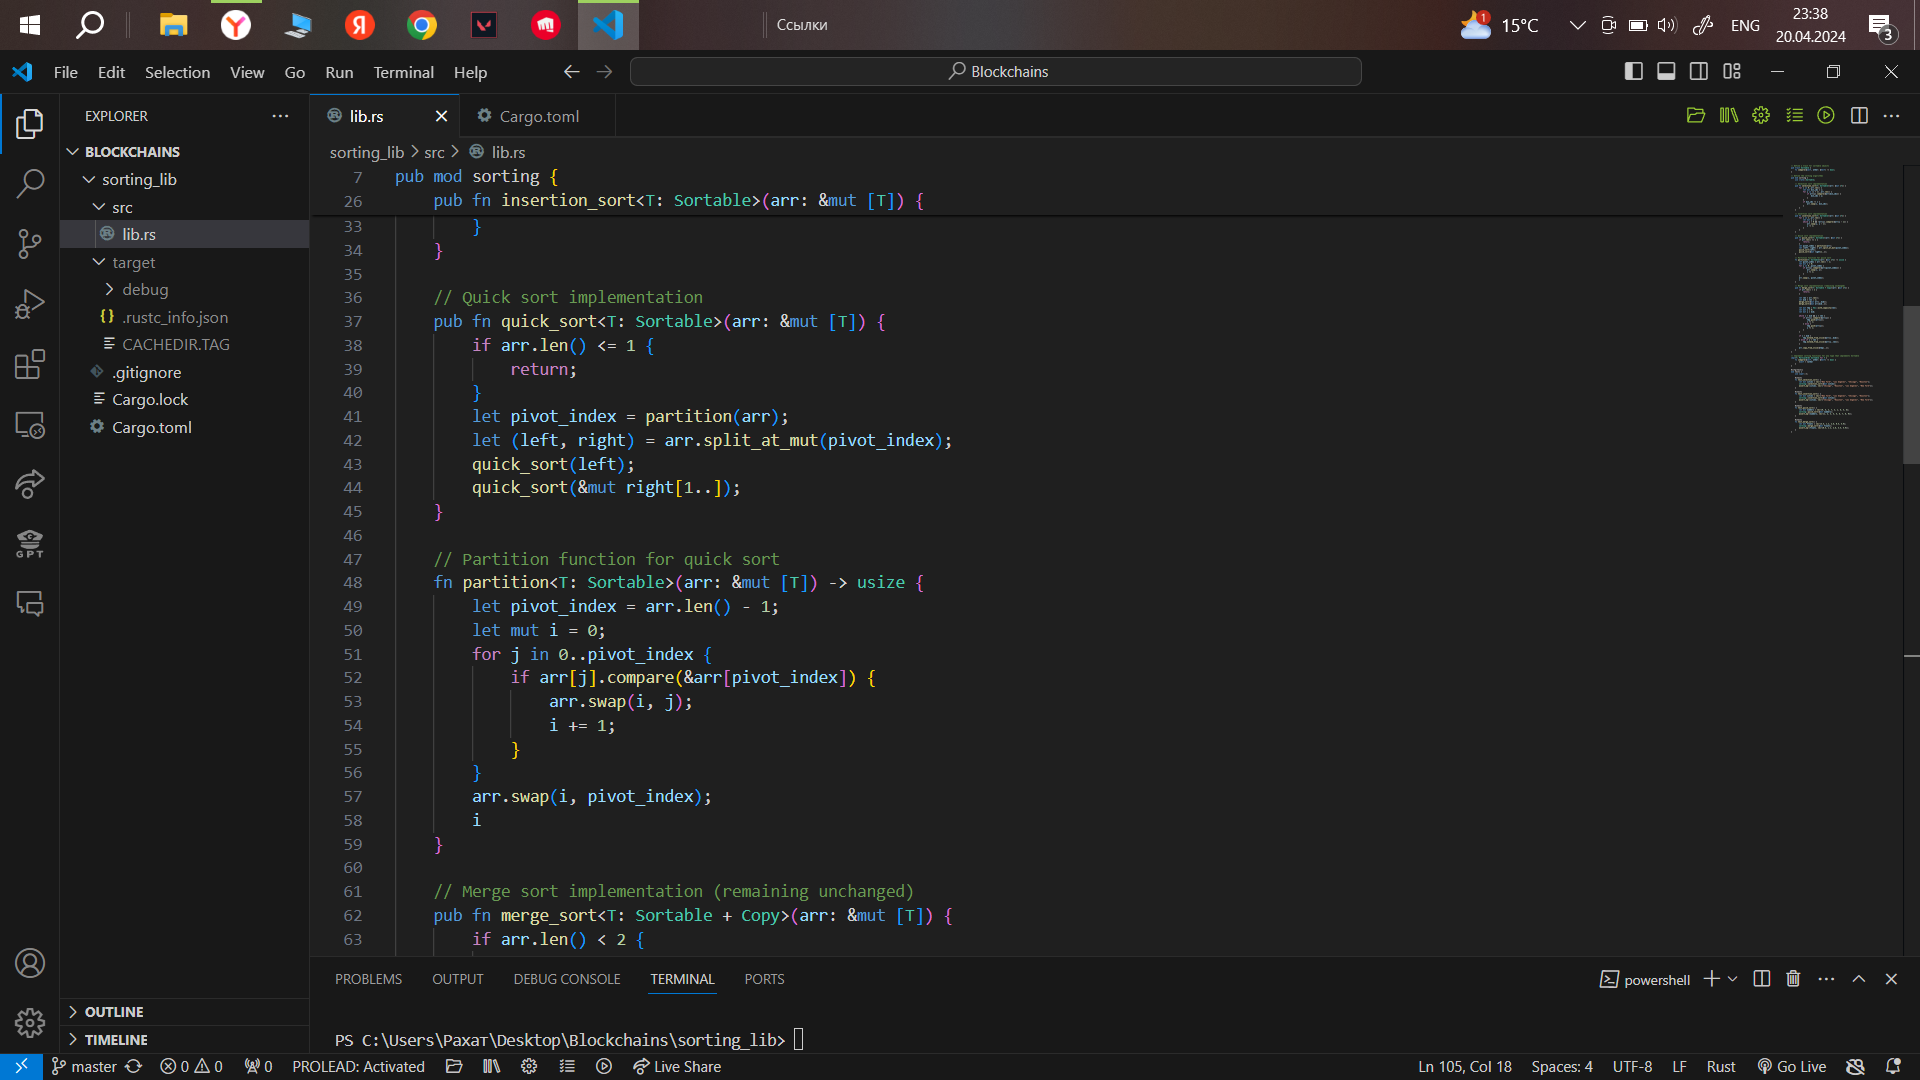 Ссылки
1
15°C
ENG
23:38
20.04.2024
3
File Edit Selection View Go Run Terminal Help
Blockchains
EXPLORER
lib.rs
Cargo.toml
BLOCKCHAINS
sorting_lib
src
lib.rs
target
debug
.rustc_info.json
CACHEDIR.TAG
.gitignore
Cargo.lock
Cargo.toml
GPT
OUTLINE
TIMELINE
sorting_lib > src > lib.rs
7 pub mod sorting {
26 pub fn insertion_sort<T: Sortable>(arr: &mut [T]) {
33 }
34 }
35
36 // Quick sort implementation
37 pub fn quick_sort<T: Sortable>(arr: &mut [T]) {
38 if arr.len() <= 1 {
39 return;
40 }
41 let pivot_index = partition(arr);
42 let (left, right) = arr.split_at_mut(pivot_index);
43 quick_sort(left);
44 quick_sort(&mut right[1..]);
45 }
46
47 // Partition function for quick sort
48 fn partition<T: Sortable>(arr: &mut [T]) -> usize {
49 let pivot_index = arr.len() - 1;
50 let mut i = 0;
51 for j in 0..pivot_index {
52 if arr[j].compare(&arr[pivot_index]) {
53 arr.swap(i, j);
54 i += 1;
55 }
56 }
57 arr.swap(i, pivot_index);
58 i
59 }
60
61 // Merge sort implementation (remaining unchanged)
62 pub fn merge_sort<T: Sortable + Copy>(arr: &mut [T]) {
63 if arr.len() < 2 {
PROBLEMS OUTPUT DEBUG CONSOLE TERMINAL PORTS
powershell
PS C:\Users\Рахат\Desktop\Blockchains\sorting_lib>
master 0 0 0 PROLEAD: Activated Live Share
Ln 105, Col 18 Spaces: 4 UTF-8 LF Rust Go Live